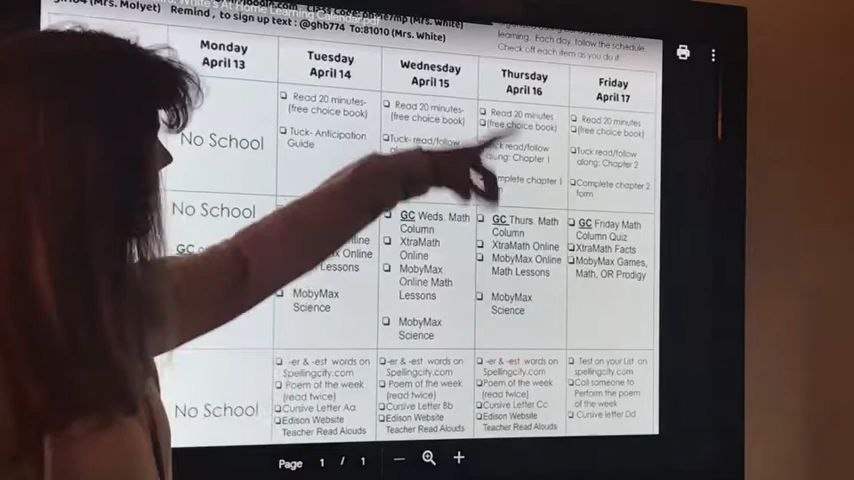 White's At Home Learning Calendar.pdf
(Mrs. Molyet) Remind , to sign up text : @ghb774 To:81010 (Mrs. White)
(Mrs. White)
learning. Each day, follow the schedule.
Check off each item as you do it.
Monday
April 13
Tuesday
April 14
Wednesday
April 15
Thursday
April 16
Friday
April 17
No School
Read 20 minutes-
(free choice book)
Tuck- Anticipation
Guide
Read 20 minutes-
(free choice book)
Tuck- read/follow
Read 20 minutes
(free choice book)
read/follow
along: Chapter 1
chapter 1
Read 20 minutes
(free choice book)
Tuck read/follow
along: Chapter 2
Complete chapter 2
form
No School
GC
Online
Lessons
MobyMax
Science
GC Weds. Math
Column
XtraMath
Online
MobyMax
Online Math
Lessons
MobyMax
Science
GC Thurs. Math
Column
XtraMath Online
MobyMax Online
Math Lessons
MobyMax
Science
GC Friday Math
Column Quiz
XtraMath Facts
MobyMax Games,
Math, OR Prodigy
No School
-er & -est words on
Spellingcity.com
Poem of the week
(read twice)
Cursive Letter Aa
Edison Website
Teacher Read Alouds
-er & -est words on
Spellingcity.com
Poem of the week
(read twice)
Cursive Letter Bb
Edison Website
Teacher Read Alouds
-er & -est words on
Spellingcity.com
Poem of the week
(read twice)
Cursive Letter Cc
Edison Website
Teacher Read Alouds
Test on your List on
Spellingcity.com
Call someone to
Perform the poem
of the week
Cursive letter Dd
Page 1 / 1